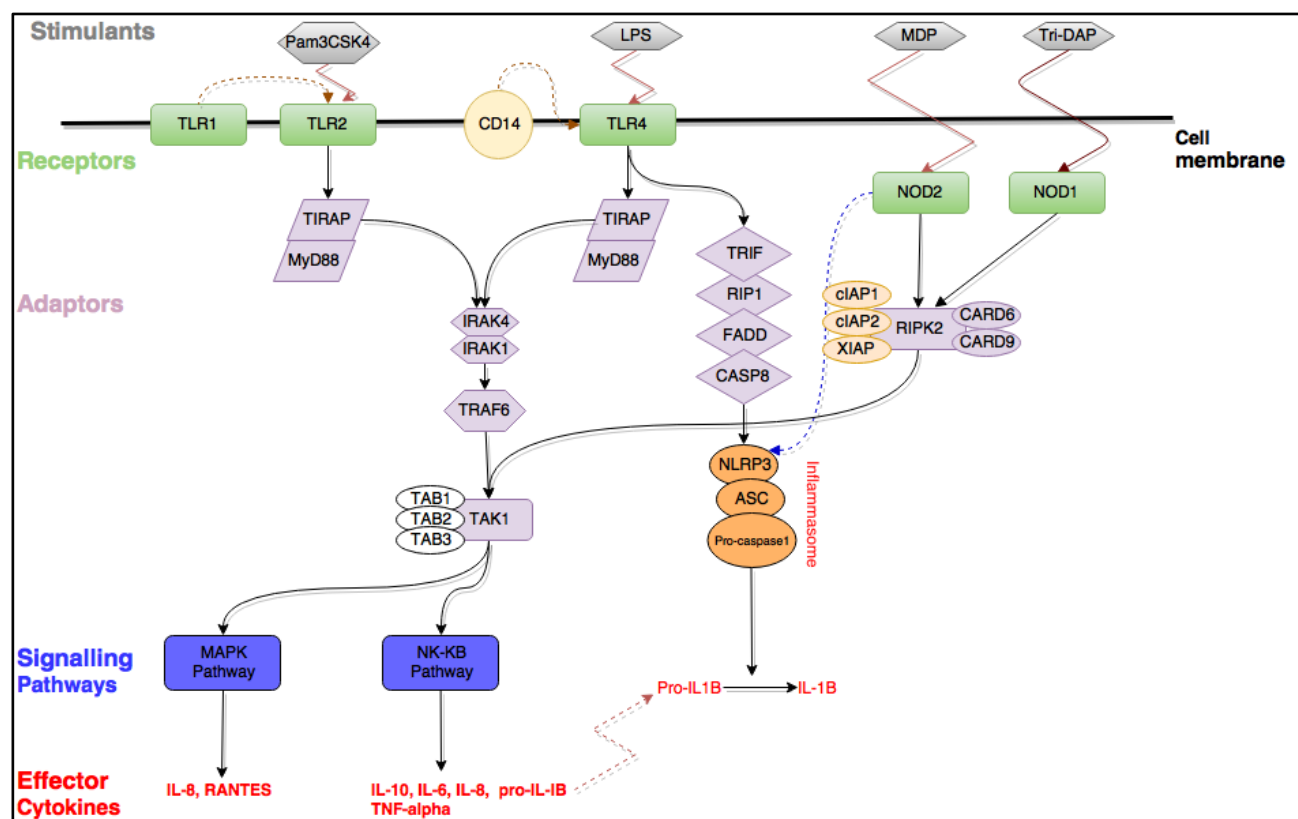 Stimulants
Pam3CSK4
LPS
MDP
Tri-DAP
TLR1
TLR2
CD14
TLR4
Cell
membrane
Receptors
NOD2
NOD1
TIRAP
MyD88
TIRAP
MyD88
TRIF
RIP1
FADD
CASP8
Adaptors
cIAP1
cIAP2
XIAP
RIPK2
CARD6
CARD9
IRAK4
IRAK1
TRAF6
NLRP3
ASC
Pro-caspase1
Inflammasome
TAB1
TAB2
TAB3
TAK1
Signalling
Pathways
MAPK
Pathway
NK-KB
Pathway
Pro-IL1B
IL-1B
Effector
Cytokines
IL-8, RANTES
IL-10, IL-6, IL-8, pro-IL-IB
TNF-alpha